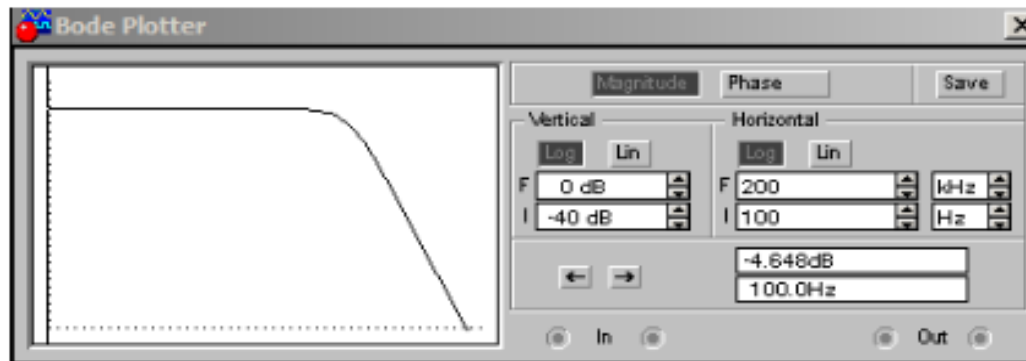 Bode Plotter
Magnitude Phase Save
Vertical Horizontal
Log Lin Log Lin
F 0 dB F 200 kHz
I -40 dB I 100 Hz
-4.648dB
100.0Hz
In Out